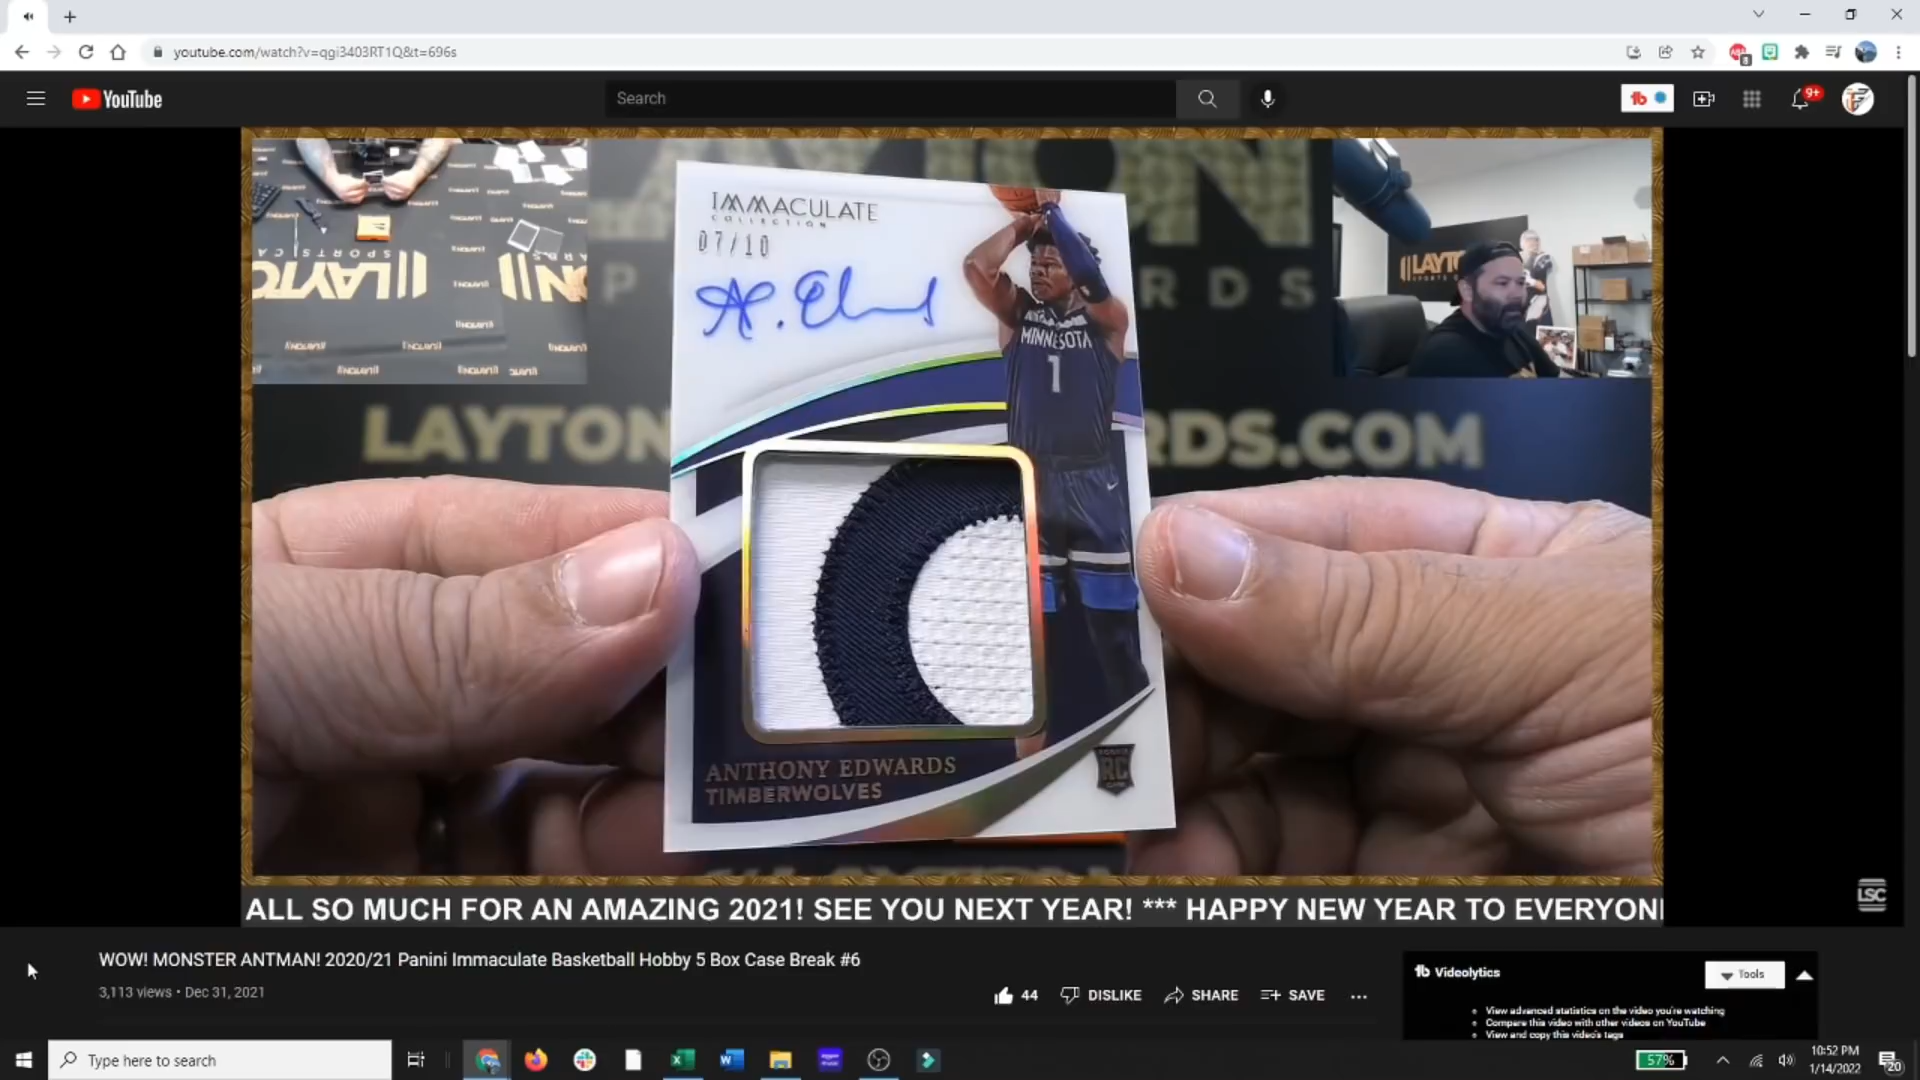 youtube.com/watch?v=qgi3403RT1Q&t=696s
YouTube
Search
9+
IMMACULATE
COLLECTION
07/10
A. Ed
MINNESOTA
1
LAYTON
RDS.COM
ANTHONY EDWARDS
TIMBERWOLVES
RC
LSC
ALL SO MUCH FOR AN AMAZING 2021! SEE YOU NEXT YEAR! *** HAPPY NEW YEAR TO EVERYON
WOW! MONSTER ANTMAN! 2020/21 Panini Immaculate Basketball Hobby 5 Box Case Break #6
3,113 views • Dec 31, 2021
44
DISLIKE
SHARE
SAVE
Videolytics
Tools
View advanced statistics on the video you're watching
Compare this video with other videos on YouTube
View and copy this video's tags
Type here to search
57%
10:52 PM
1/14/2022
20